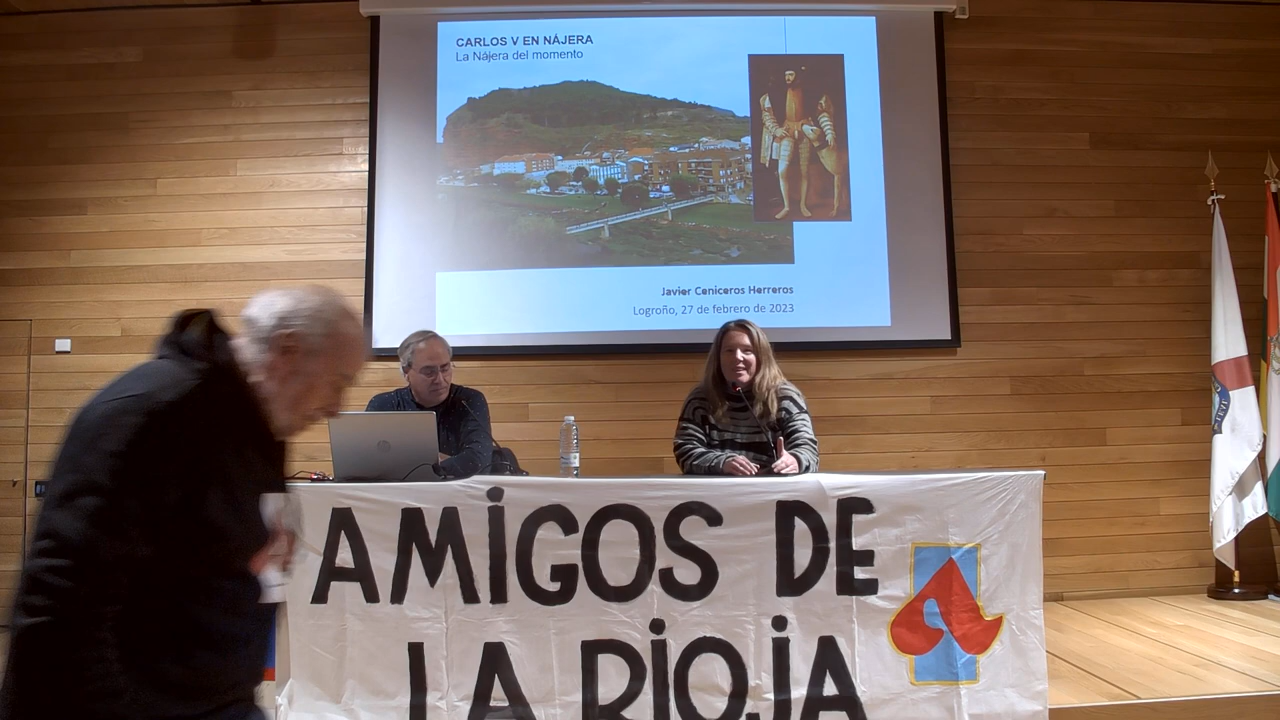 CARLOS V EN NÁJERA
La Nájera del momento
Javier Ceniceros Herreros
Logroño, 27 de febrero de 2023
AMiGOS DE
LA RiOjA